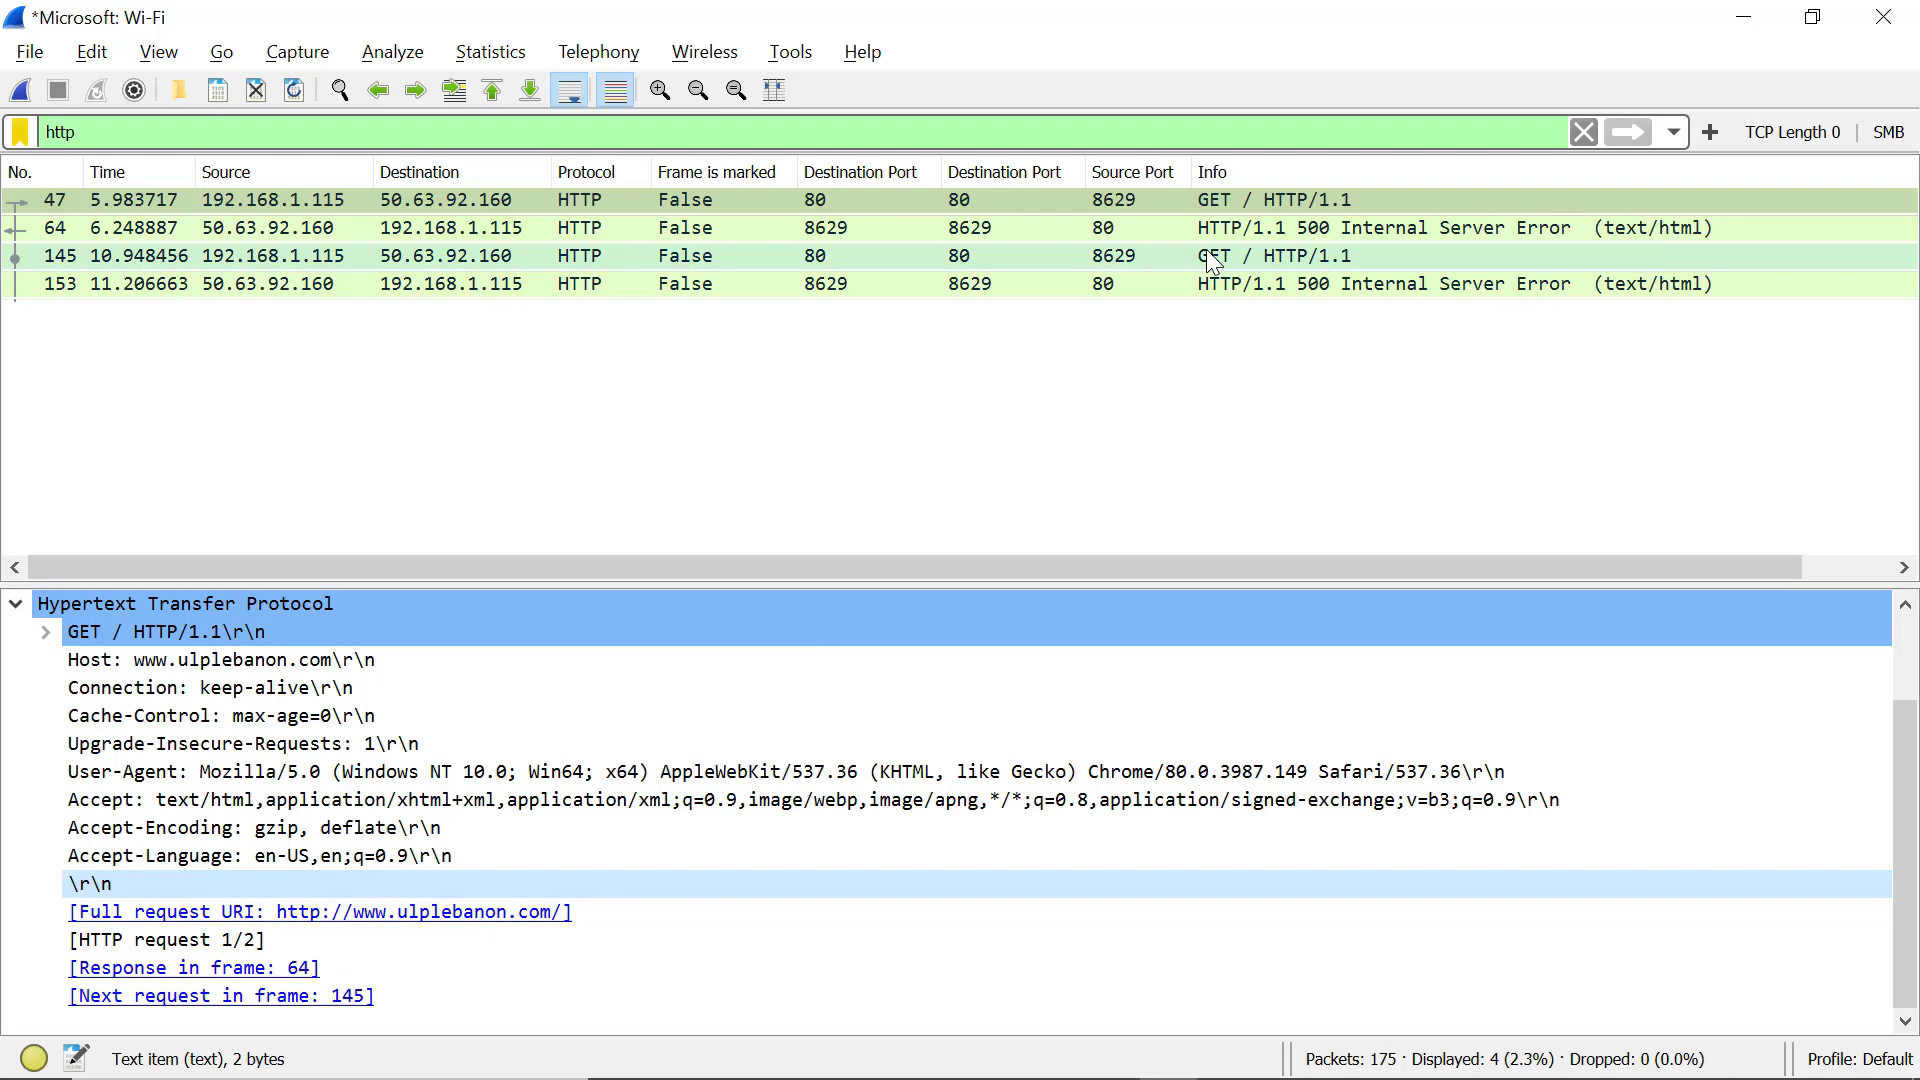 *Microsoft: Wi-Fi
File Edit View Go Capture Analyze Statistics Telephony Wireless Tools Help
http TCP Length 0 SMB
No. Time Source Destination Protocol Frame is marked Destination Port Destination Port Source Port Info
47 5.983717 192.168.1.115 50.63.92.160 HTTP False 80 80 8629 GET / HTTP/1.1
64 6.248887 50.63.92.160 192.168.1.115 HTTP False 8629 8629 80 HTTP/1.1 500 Internal Server Error (text/html)
145 10.948456 192.168.1.115 50.63.92.160 HTTP False 80 80 8629 GET / HTTP/1.1
153 11.206663 50.63.92.160 192.168.1.115 HTTP False 8629 8629 80 HTTP/1.1 500 Internal Server Error (text/html)
Hypertext Transfer Protocol
GET / HTTP/1.1\r\n
Host: www.ulplebanon.com\r\n
Connection: keep-alive\r\n
Cache-Control: max-age=0\r\n
Upgrade-Insecure-Requests: 1\r\n
User-Agent: Mozilla/5.0 (Windows NT 10.0; Win64; x64) AppleWebKit/537.36 (KHTML, like Gecko) Chrome/80.0.3987.149 Safari/537.36\r\n
Accept: text/html,application/xhtml+xml,application/xml;q=0.9,image/webp,image/apng,*/*;q=0.8,application/signed-exchange;v=b3;q=0.9\r\n
Accept-Encoding: gzip, deflate\r\n
Accept-Language: en-US,en;q=0.9\r\n
\r\n
[Full request URI: http://www.ulplebanon.com/]
[HTTP request 1/2]
[Response in frame: 64]
[Next request in frame: 145]
Text item (text), 2 bytes Packets: 175 · Displayed: 4 (2.3%) · Dropped: 0 (0.0%) Profile: Default